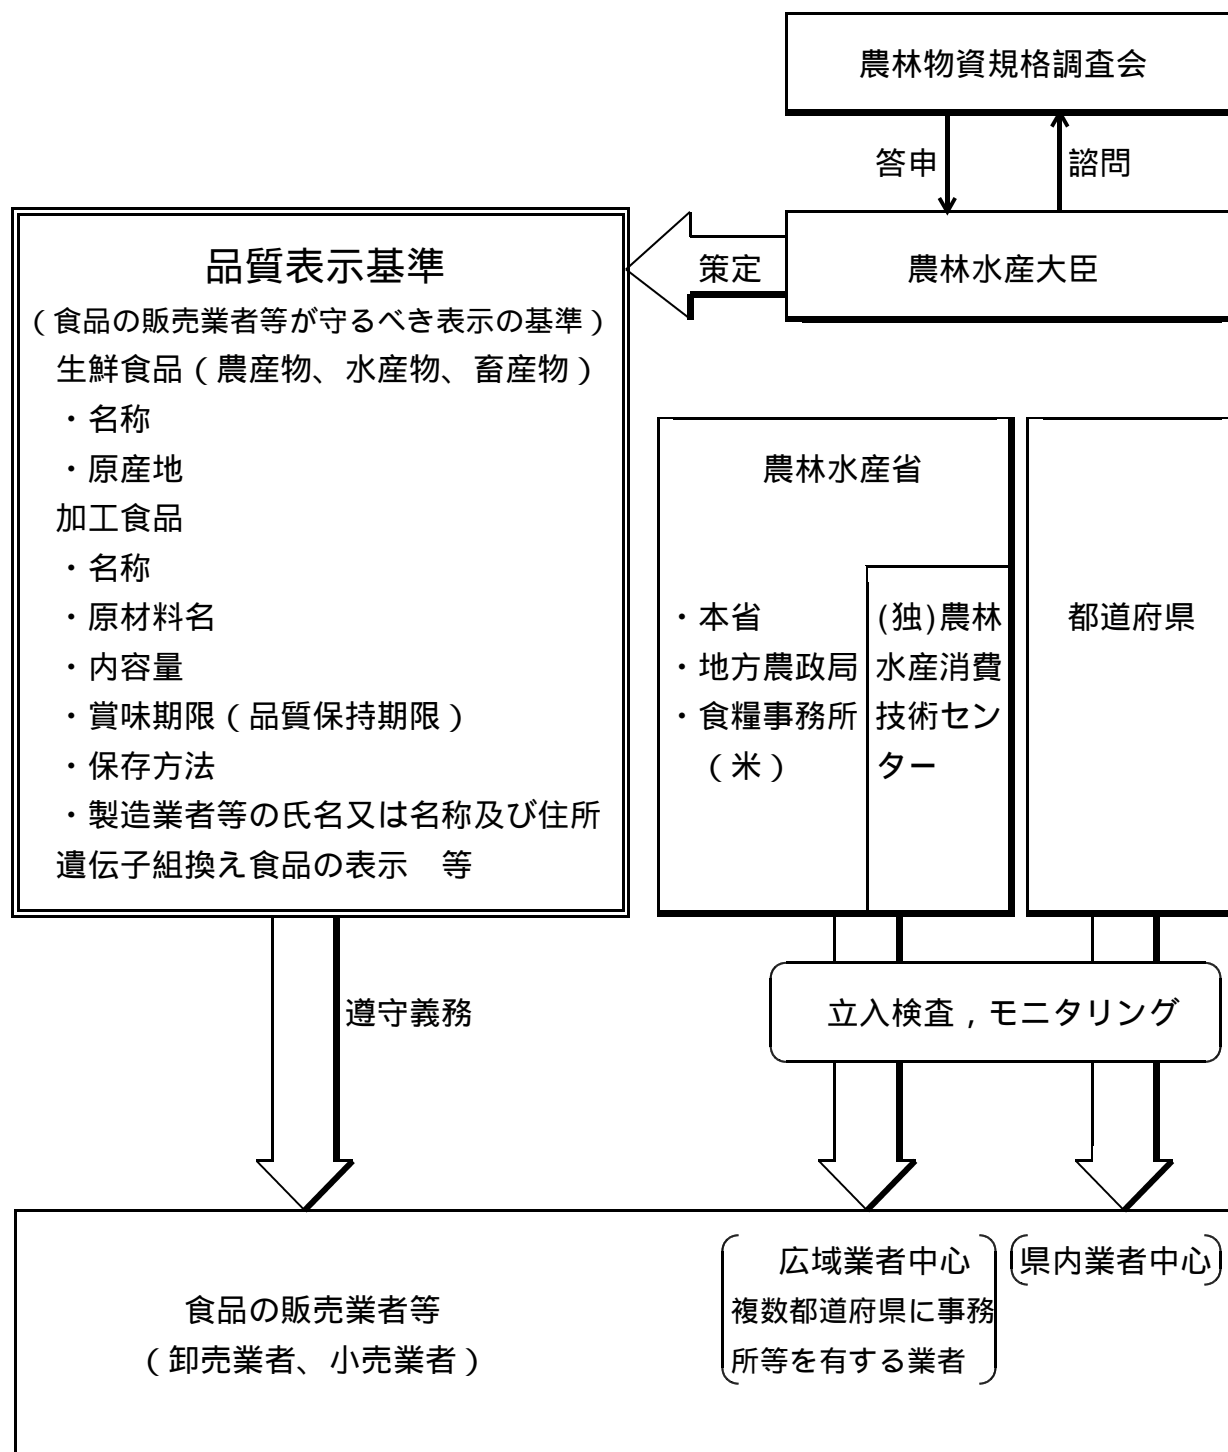 農林物資規格調査会
答申
諮問
農林水産大臣
策定
品質表示基準
(食品の販売業者等が守るべき表示の基準)
生鮮食品(農産物、水産物、畜産物)
・名称
・原産地
加工食品
・名称
・原材料名
・内容量
・賞味期限(品質保持期限)
・保存方法
・製造業者等の氏名又は名称及び住所
遺伝子組換え食品の表示　等
農林水産省
・本省
・地方農政局
・食糧事務所
(米)
(独)農林
水産消費
技術セン
ター
都道府県
遵守義務
立入検査,モニタリング
食品の販売業者等
(卸売業者、小売業者)
広域業者中心
複数都道府県に事務
所等を有する業者
県内業者中心